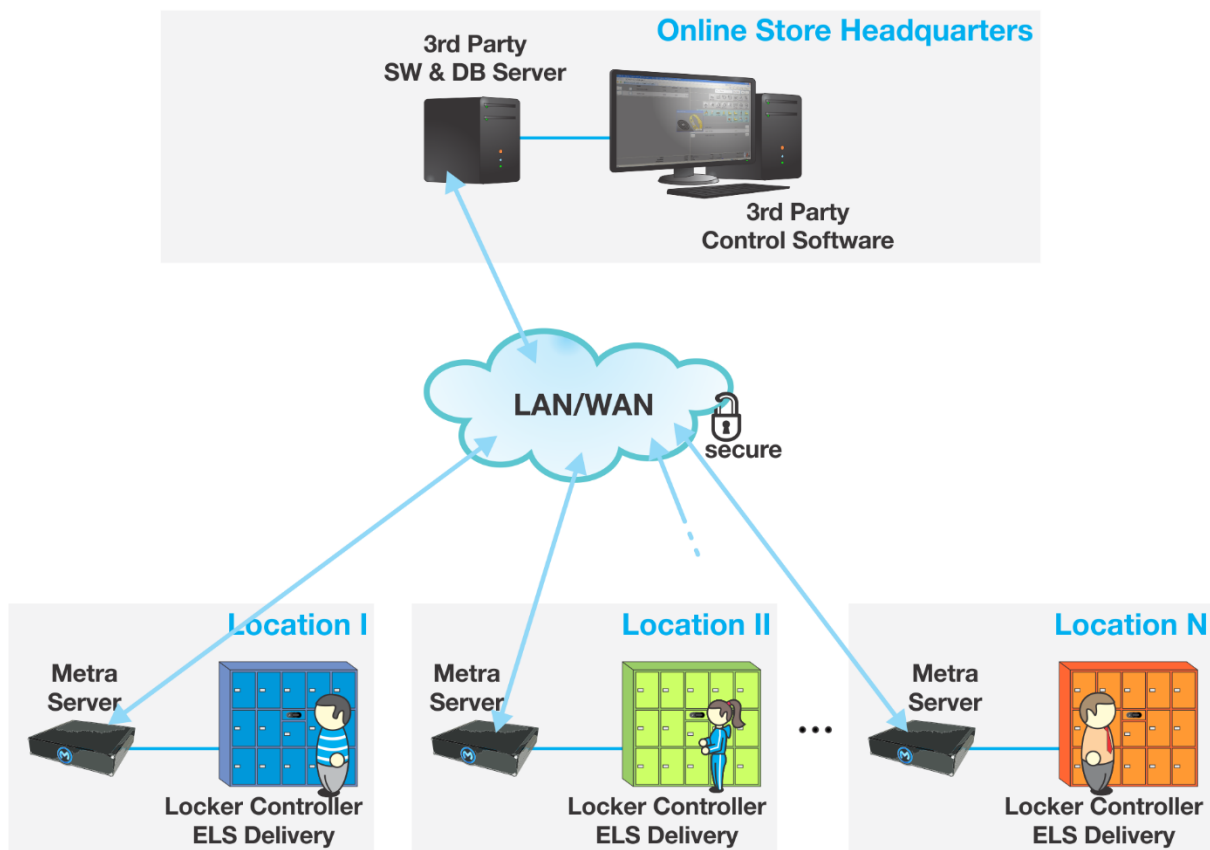 Online Store Headquarters
3rd Party
SW & DB Server
3rd Party
Control Software
LAN/WAN
secure
Location I
Metra
Server
Locker Controller
ELS Delivery
Location II
Metra
Server
Locker Controller
ELS Delivery
...
Location N
Metra
Server
Locker Controller
ELS Delivery